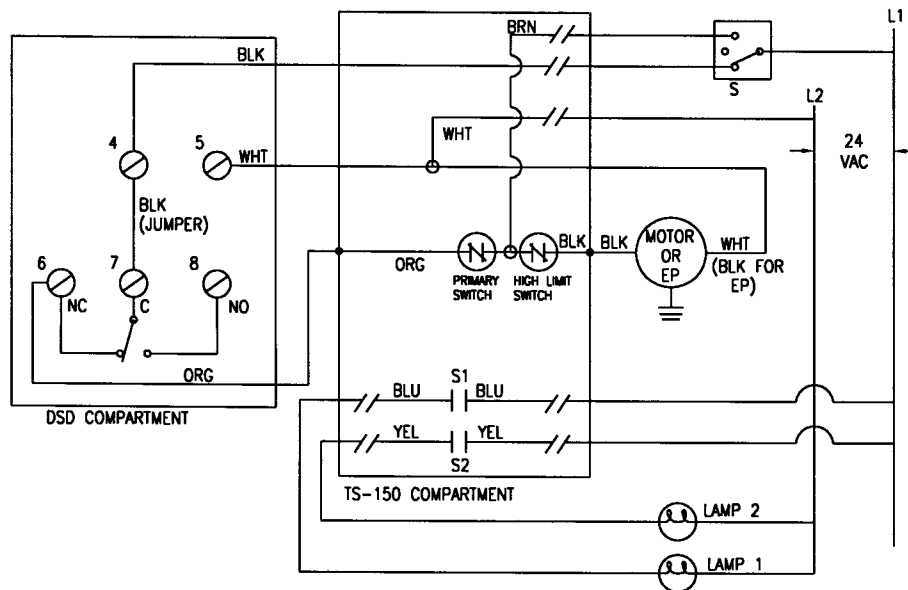 L1
BRN
BLK
S
L2
WHT
24
VAC
4
5
WHT
BLK
(JUMPER)
BLK
BLK
MOTOR
OR
EP
WHT
(BLK FOR
EP)
ORG
6
7
8
PRIMARY
SWITCH
HIGH LIMIT
SWITCH
NC
C
NO
ORG
S1
BLU
BLU
DSD COMPARTMENT
YEL
YEL
S2
TS-150 COMPARTMENT
LAMP 2
LAMP 1